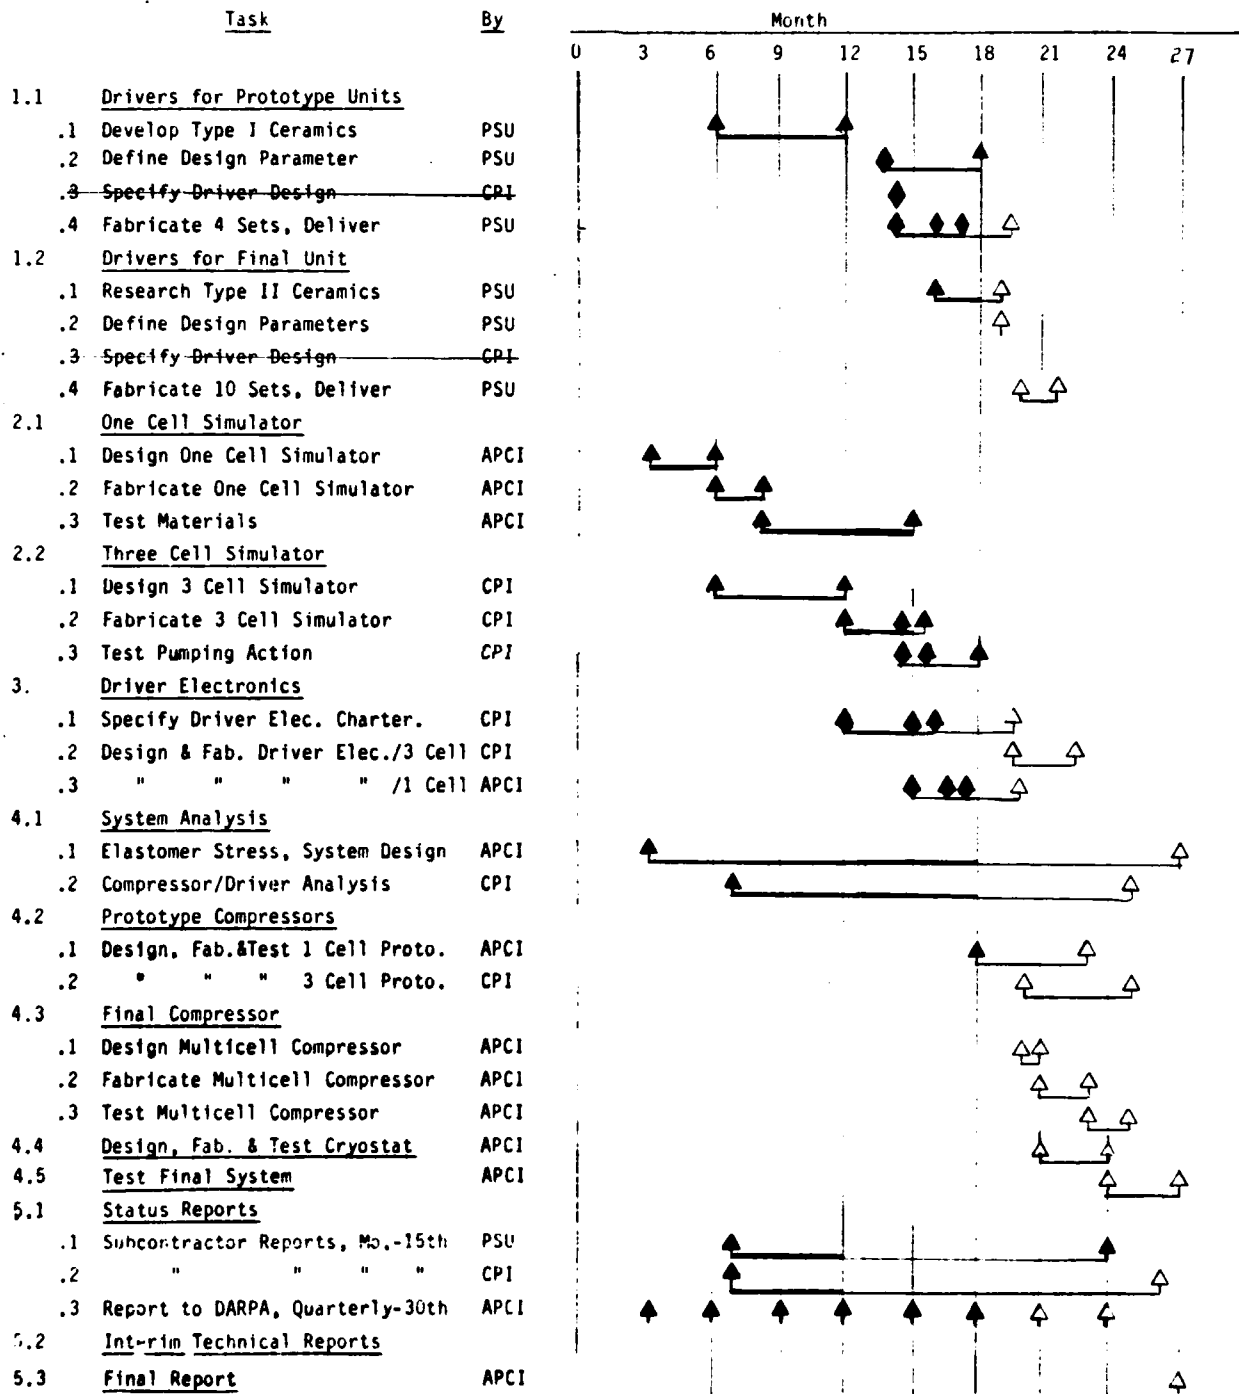 Task By Month
0 3 6 9 12 15 18 21 24 27
1.1 Drivers for Prototype Units
.1 Develop Type I Ceramics PSU
.2 Define Design Parameter PSU
.3 Specify Driver Design CPI
.4 Fabricate 4 Sets, Deliver PSU
1.2 Drivers for Final Unit
.1 Research Type II Ceramics PSU
.2 Define Design Parameters PSU
.3 Specify Driver Design CPI
.4 Fabricate 10 Sets, Deliver PSU
2.1 One Cell Simulator
.1 Design One Cell Simulator APCI
.2 Fabricate One Cell Simulator APCI
.3 Test Materials APCI
2.2 Three Cell Simulator
.1 Design 3 Cell Simulator CPI
.2 Fabricate 3 Cell Simulator CPI
.3 Test Pumping Action CPI
3. Driver Electronics
.1 Specify Driver Elec. Charter. CPI
.2 Design & Fab. Driver Elec./3 Cell CPI
.3 " " " " /1 Cell APCI
4.1 System Analysis
.1 Elastomer Stress, System Design APCI
.2 Compressor/Driver Analysis CPI
4.2 Prototype Compressors
.1 Design, Fab.&Test 1 Cell Proto. APCI
.2 " " " 3 Cell Proto. CPI
4.3 Final Compressor
.1 Design Multicell Compressor APCI
.2 Fabricate Multicell Compressor APCI
.3 Test Multicell Compressor APCI
4.4 Design, Fab. & Test Cryostat APCI
4.5 Test Final System APCI
5.1 Status Reports
.1 Subcontractor Reports, Mo.-15th PSU
.2 " " " " CPI
.3 Report to DARPA, Quarterly-30th APCI
5.2 Interim Technical Reports
5.3 Final Report APCI